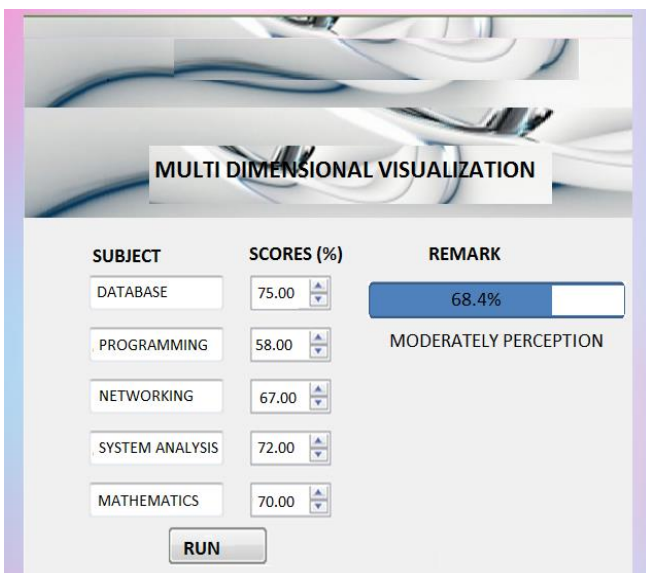 MULTI DIMENSIONAL VISUALIZATION
SUBJECT SCORES (%) REMARK
DATABASE 75.00 68.4%
PROGRAMMING 58.00 MODERATELY PERCEPTION
NETWORKING 67.00
SYSTEM ANALYSIS 72.00
MATHEMATICS 70.00
RUN